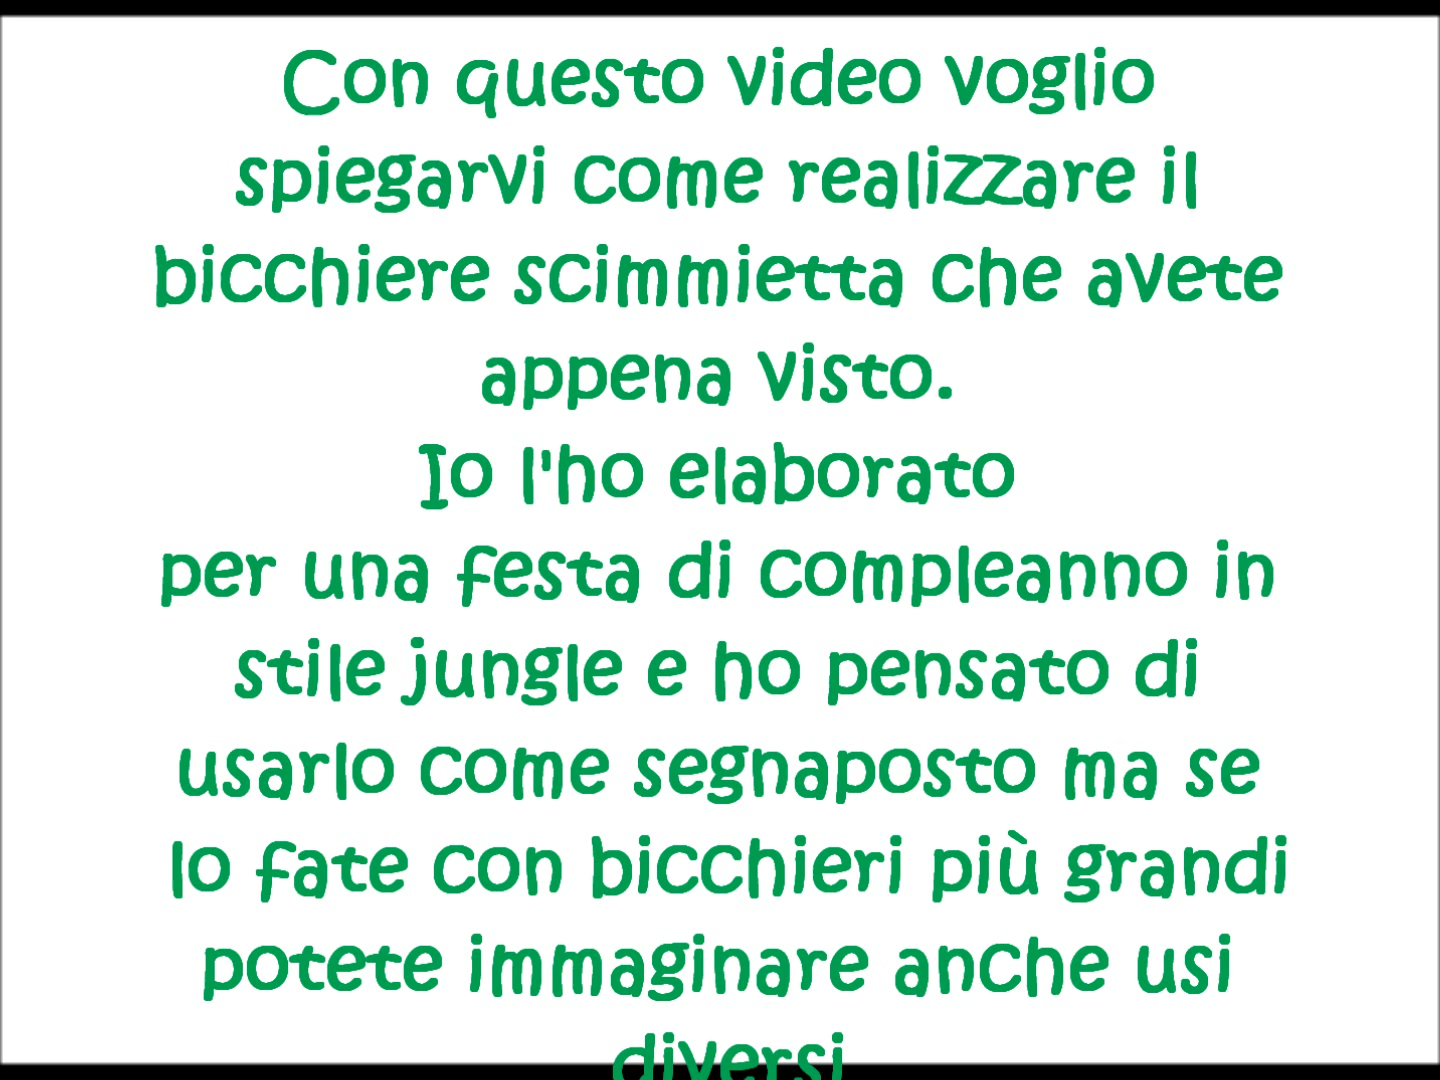 Con questo video voglio
spiegarvi come realizzare il
bicchiere scimmietta che avete
appena visto.
Io l'ho elaborato
per una festa di compleanno in
stile jungle e ho pensato di
usarlo come segnaposto ma se
lo fate con bicchieri più grandi
potete immaginare anche usi
diversi